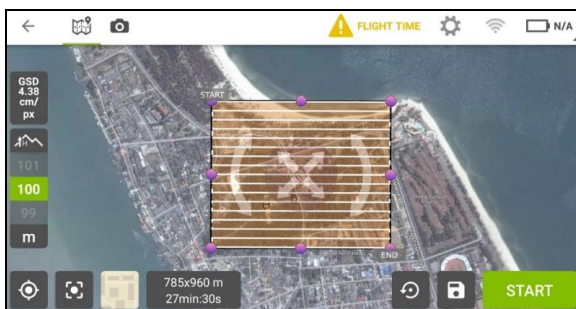 FLIGHT TIME
N/A
GSD
4.38
cm/
px
START
H
101
100
99
m
END
785x960 m
27min:30s
START